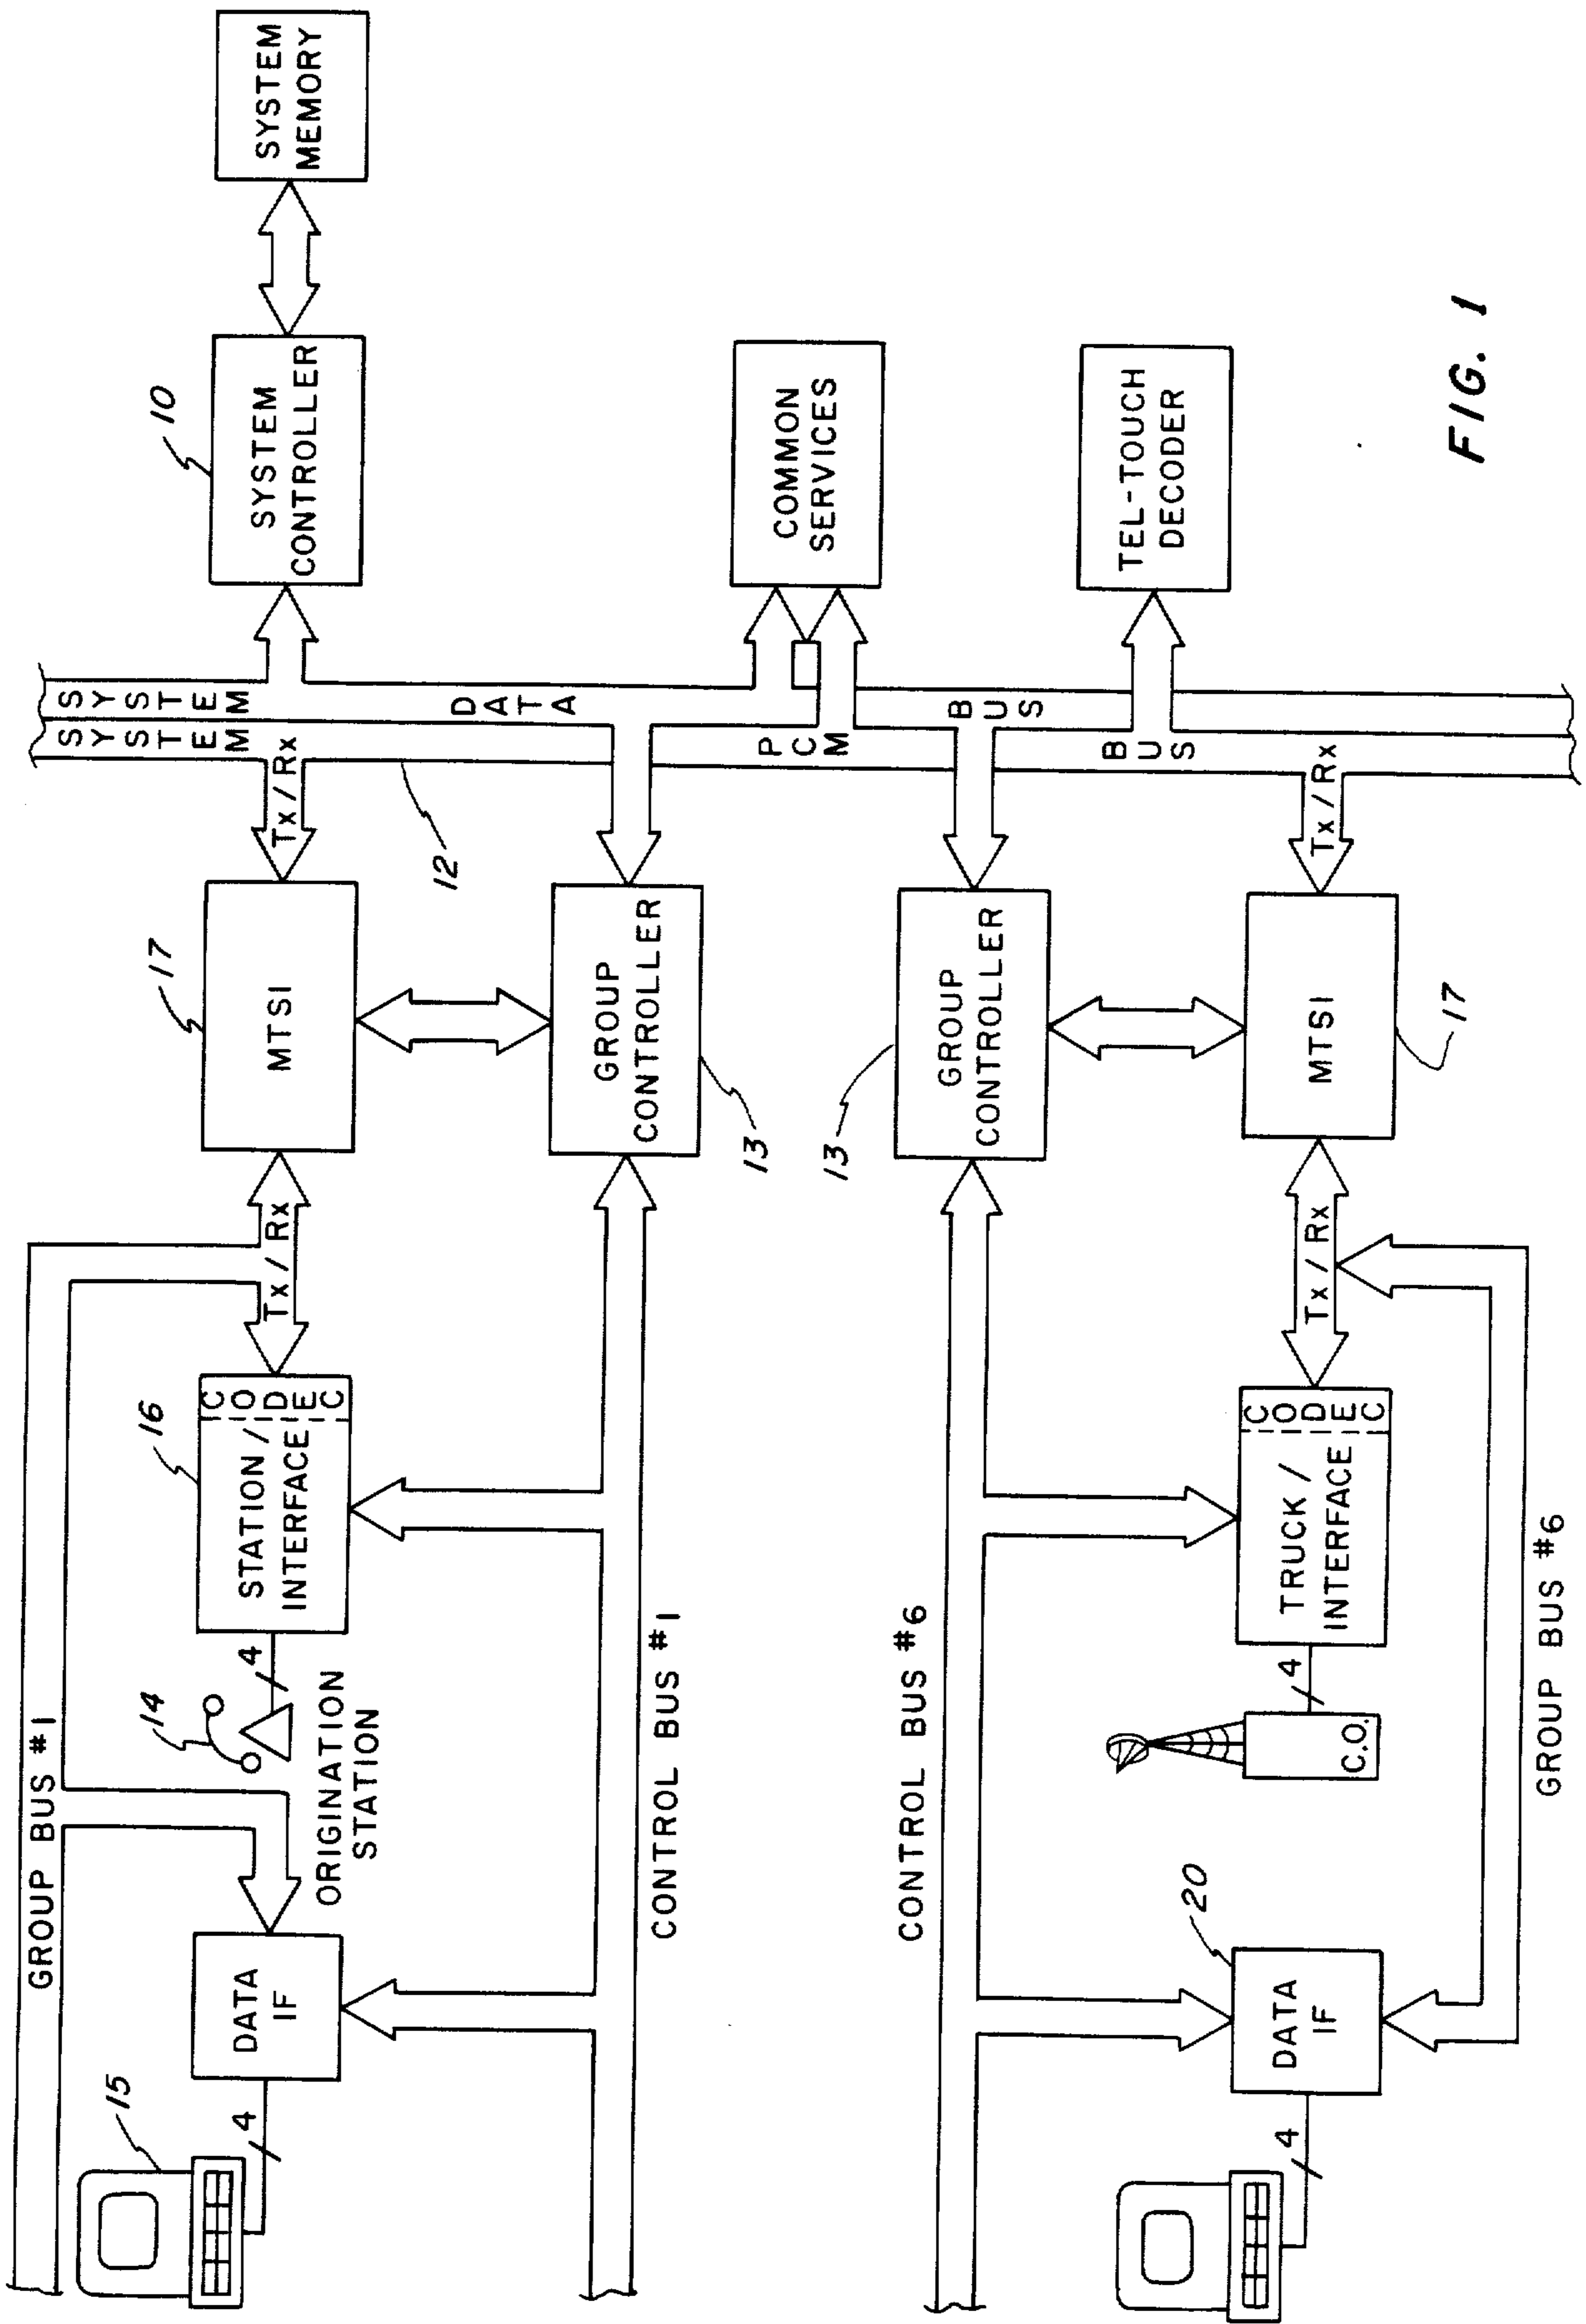 GROUP BUS #1
15
4
DATA
IF
14
4
ORIGINATION
STATION
16
STATION /
INTERFACE
CODEC
Tx / Rx
17
MTSI
Tx / Rx
12
SYSTEM
PCM
BUS
SYSTEM
DATA
BUS
10
SYSTEM
CONTROLLER
SYSTEM
MEMORY
CONTROL BUS #1
GROUP
CONTROLLER
13
COMMON
SERVICES
CONTROL BUS #6
13
GROUP
CONTROLLER
TEL-TOUCH
DECODER
4
20
DATA
IF
C.O.
4
TRUCK /
INTERFACE
CODEC
Tx / Rx
MTSI
17
Tx / Rx
GROUP BUS #6
FIG. 1